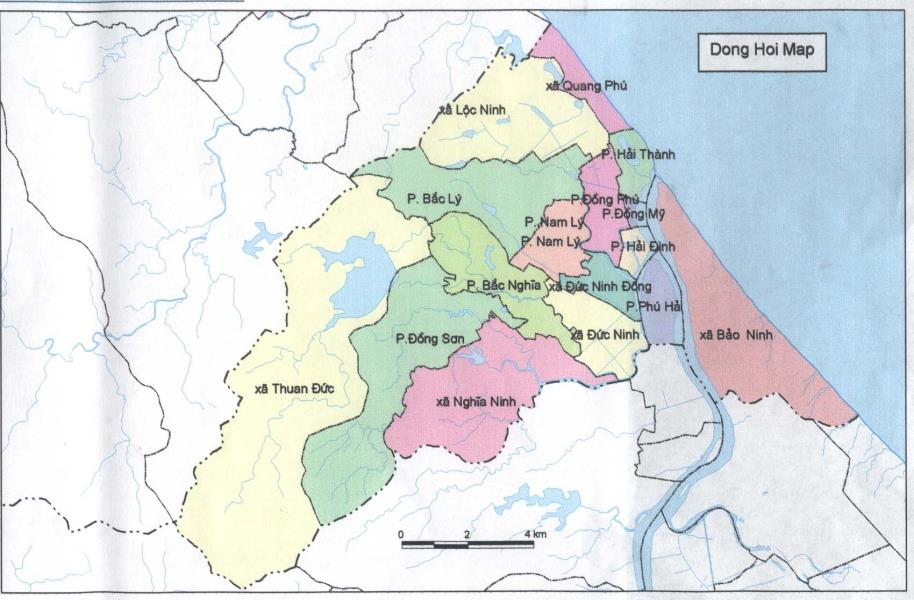 Dong Hoi Map
xã Quang Phú
xã Lộc Ninh
P. Hải Thành
P. Bắc Lý
P.Đồng Phú
P.Đồng Mỹ
P. Nam Lý
P. Nam Lý
P. Hải Đình
P. Bắc Nghĩa
xã Đức Ninh Đông
P.Phú Hả
P.Đồng Sơn
xã Đức Ninh
xã Bảo Ninh
xã Thuan Đức
xã Nghĩa Ninh
0 2 4 km